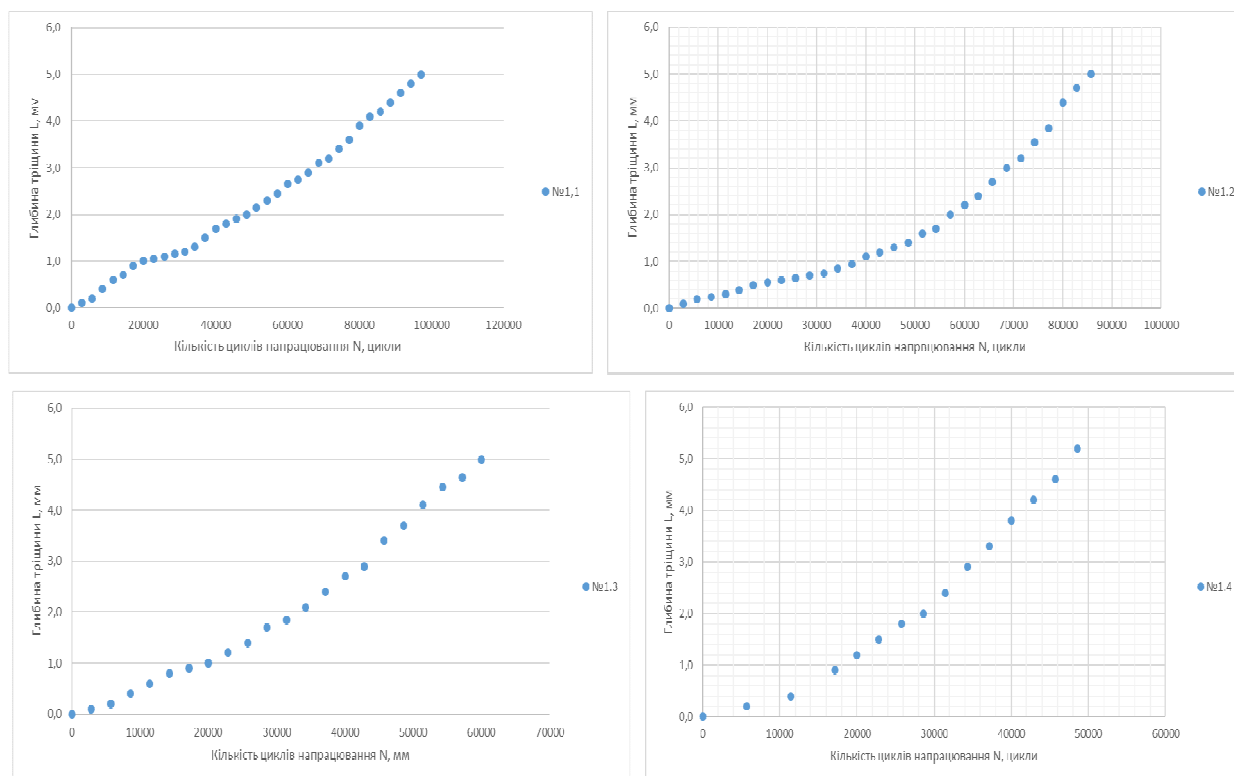 6,0
5,0
4,0
3,0
2,0
1,0
0,0
Глибина тріщини L, мм
0 20000 40000 60000 80000 100000 120000
Кількість циклів напрацювання N, цикли
№1,1
6,0
5,0
4,0
3,0
2,0
1,0
0,0
Глибина тріщини L, мм
0 10000 20000 30000 40000 50000 60000 70000 80000 90000 100000
Кількість циклів напрвцювання N, цикли
№1.2
6,0
5,0
4,0
3,0
2,0
1,0
0,0
Глибина тріщини L, мм
0 10000 20000 30000 40000 50000 60000 70000
Кількість циклів напрацювання N, мм
№1.3
6,0
5,0
4,0
3,0
2,0
1,0
0,0
Глибина тріщини L, мм
0 10000 20000 30000 40000 50000 60000
Кількість циклів напрацювання N, цикли
№1.4